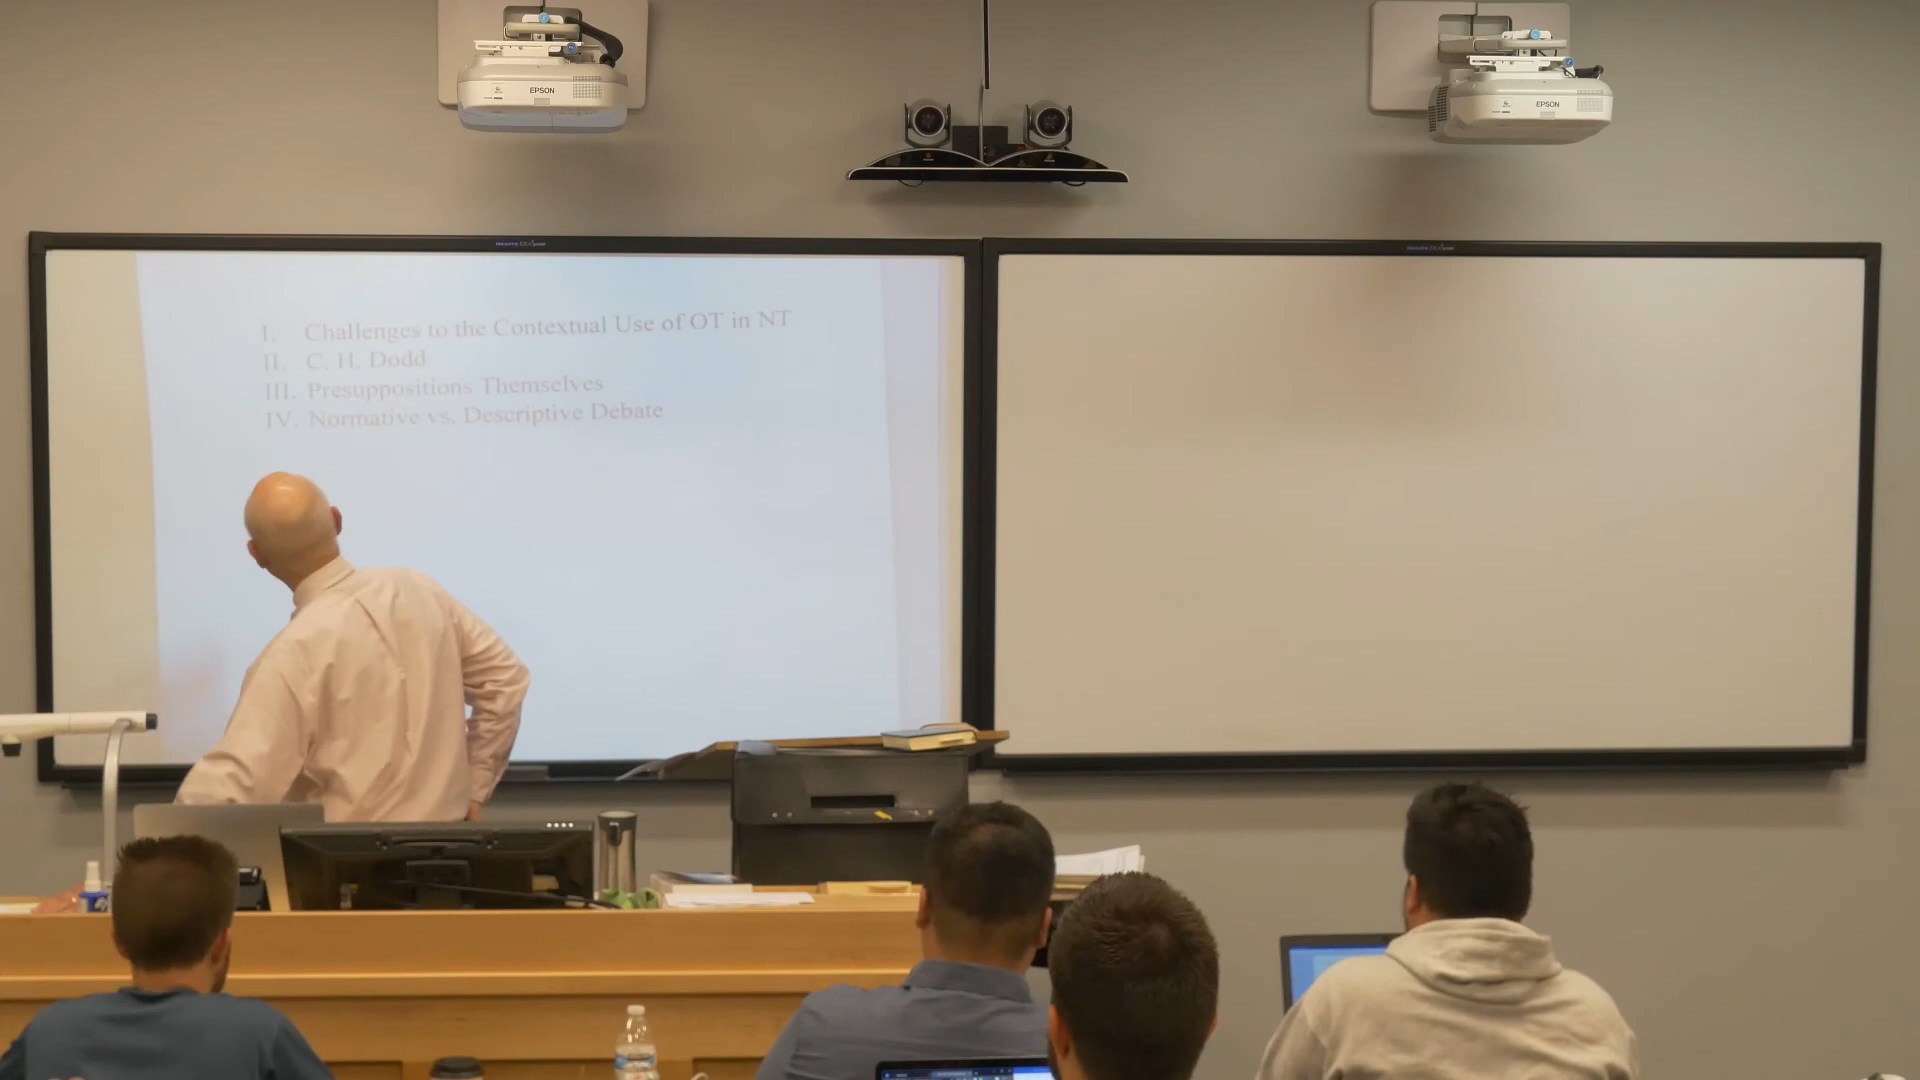 EPSON
EPSON
I. Challenges to the Contextual Use of OT in NT
II. C. H. Dodd
III. Presuppositions Themselves
IV. Normative vs. Descriptive Debate